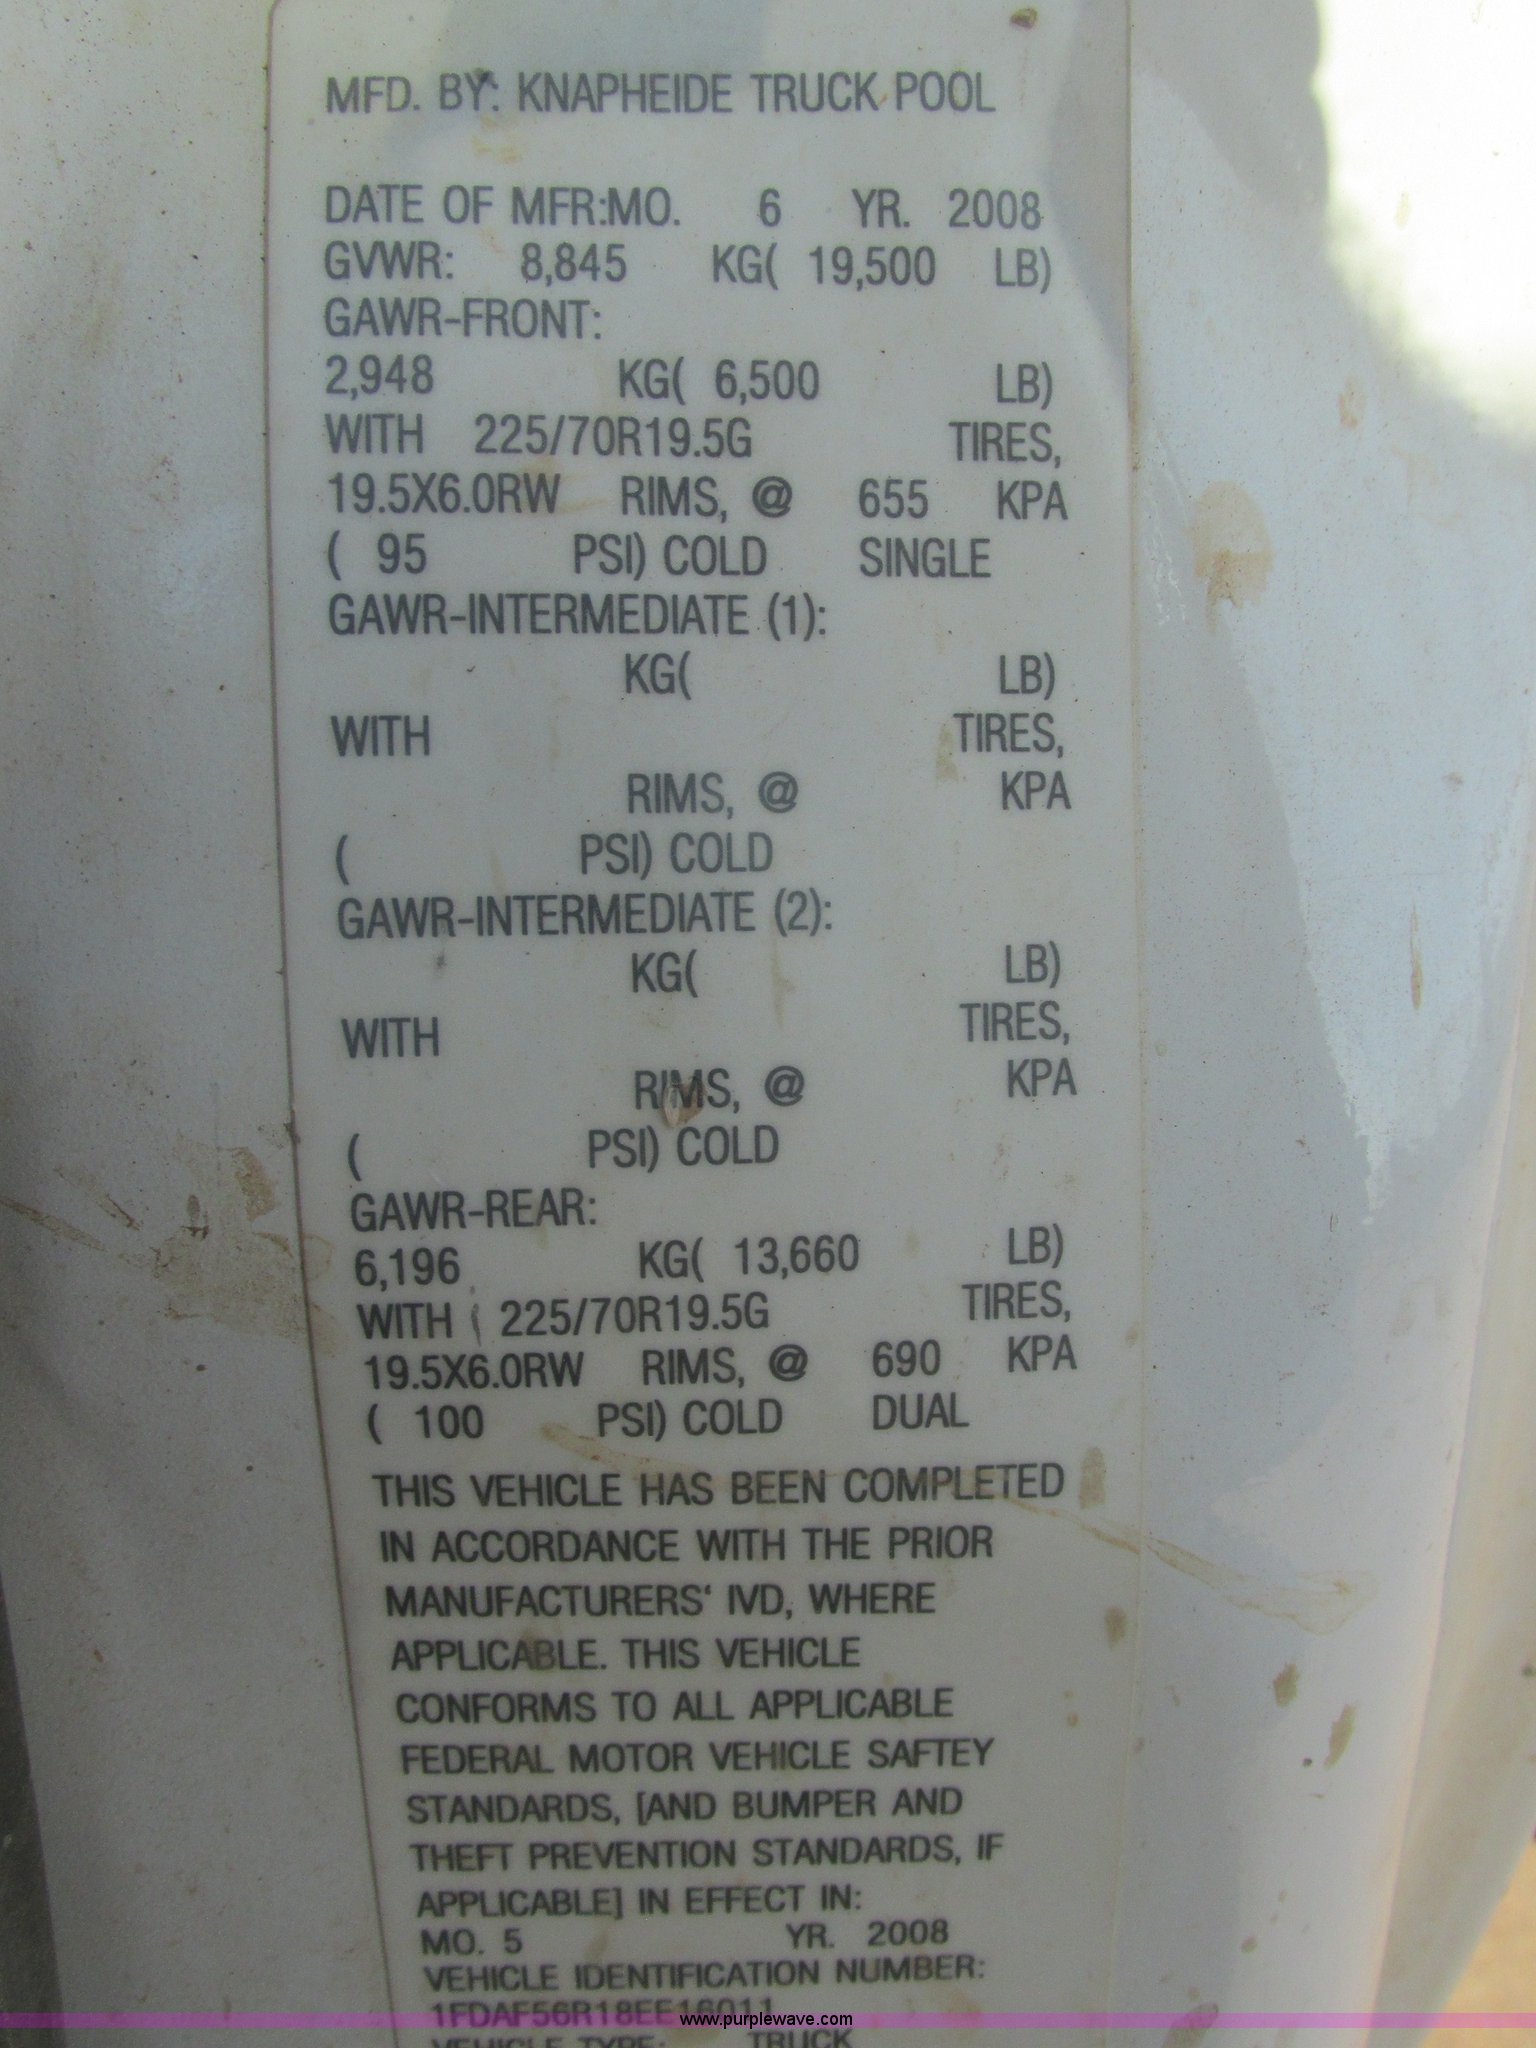 MFD. BY: KNAPHEIDE TRUCK POOL
DATE OF MFR:MO. 6 YR. 2008
GVWR: 8,845 KG( 19,500 LB)
GAWR-FRONT:
2,948 KG( 6,500 LB)
WITH 225/70R19.5G TIRES,
19.5X6.0RW RIMS, @ 655 KPA
( 95 PSI) COLD SINGLE
GAWR-INTERMEDIATE (1):
KG( LB)
WITH TIRES,
RIMS, @ KPA
( PSI) COLD
GAWR-INTERMEDIATE (2):
KG( LB)
WITH TIRES,
RIMS, @ KPA
( PSI) COLD
GAWR-REAR:
6,196 KG( 13,660 LB)
WITH 225/70R19.5G TIRES,
19.5X6.0RW RIMS, @ 690 KPA
( 100 PSI) COLD DUAL
THIS VEHICLE HAS BEEN COMPLETED
IN ACCORDANCE WITH THE PRIOR
MANUFACTURERS' IVD, WHERE
APPLICABLE. THIS VEHICLE
CONFORMS TO ALL APPLICABLE
FEDERAL MOTOR VEHICLE SAFTEY
STANDARDS, [AND BUMPER AND
THEFT PREVENTION STANDARDS, IF
APPLICABLE] IN EFFECT IN:
MO. 5 YR. 2008
VEHICLE IDENTIFICATION NUMBER:
1FDAF56R18EE16011
www.purplewave.com
VEHICLE TYPE: TRUCK